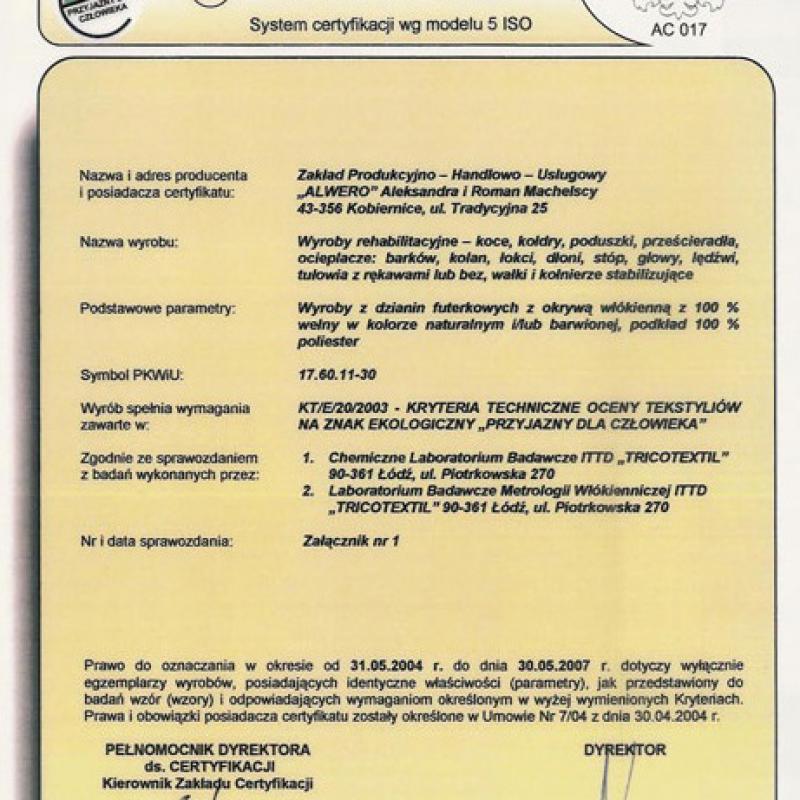 PRZYJAZNY
CZŁOWIEKA
System certyfikacji wg modelu 5 ISO
AC 017
Nazwa i adres producenta
i posiadacza certyfikatu:
Zakład Produkcyjno – Handlowo – Usługowy
„ALWERO" Aleksandra i Roman Machelscy
43-356 Kobiernice, ul. Tradycyjna 25
Nazwa wyrobu:
Wyroby rehabilitacyjne – koce, kołdry, poduszki, prześcieradła,
ocieplacze: barków, kolan, łokci, dłoni, stóp, głowy, lędźwi,
tułowia z rękawami lub bez, wałki i kołnierze stabilizujące
Podstawowe parametry:
Wyroby z dzianin futerkowych z okrywą włókienną z 100 %
wełny w kolorze naturalnym i/lub barwionej, podkład 100 %
poliester
Symbol PKWiU:
17.60.11-30
Wyrób spełnia wymagania
zawarte w:
KT/E/20/2003 - KRYTERIA TECHNICZNE OCENY TEKSTYLIÓW
NA ZNAK EKOLOGICZNY „PRZYJAZNY DLA CZŁOWIEKA"
Zgodnie ze sprawozdaniem
z badań wykonanych przez:
1. Chemiczne Laboratorium Badawcze ITTD „TRICOTEXTIL"
90-361 Łódź, ul. Piotrkowska 270
2. Laboratorium Badawcze Metrologii Włókienniczej ITTD
„TRICOTEXTIL" 90-361 Łódź, ul. Piotrkowska 270
Nr i data sprawozdania:
Załącznik nr 1
Prawo do oznaczania w okresie od 31.05.2004 r. do dnia 30.05.2007 r. dotyczy wyłącznie
egzemplarzy wyrobów, posiadających identyczne właściwości (parametry), jak przedstawiony do
badań wzór (wzory) i odpowiadających wymaganiom określonym w wyżej wymienionych Kryteriach.
Prawa i obowiązki posiadacza certyfikatu zostały określone w Umowie Nr 7/04 z dnia 30.04.2004 r.
PEŁNOMOCNIK DYREKTORA
ds. CERTYFIKACJI
Kierownik Zakładu Certyfikacji
DYREKTOR